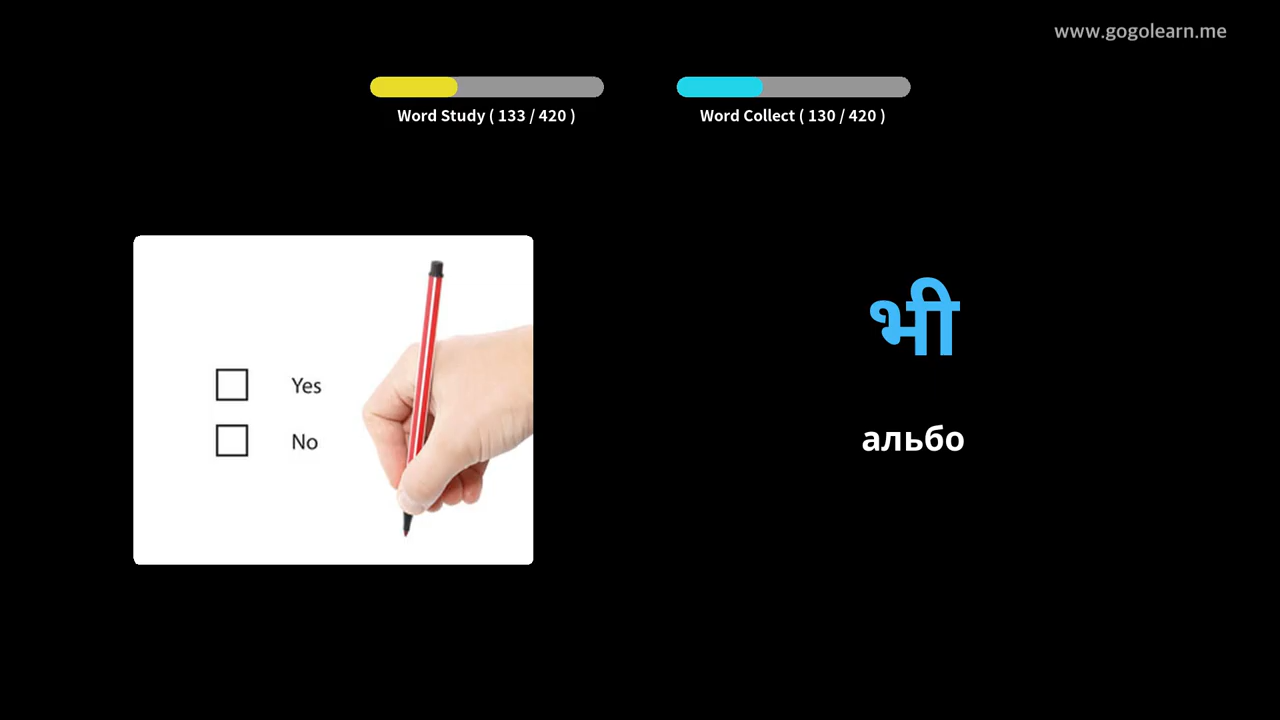 www.gogolearn.me
Word Study ( 133 / 420 )
Word Collect ( 130 / 420 )
Yes
No
भी
альбо